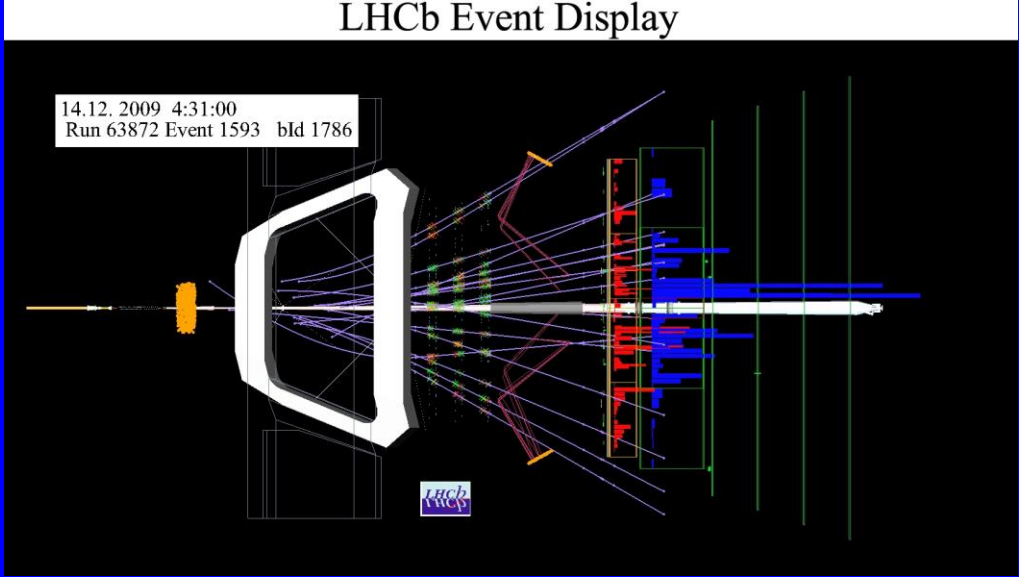 LHCb Event Display
14.12. 2009 4:31:00
Run 63872 Event 1593 bId 1786
LHCb